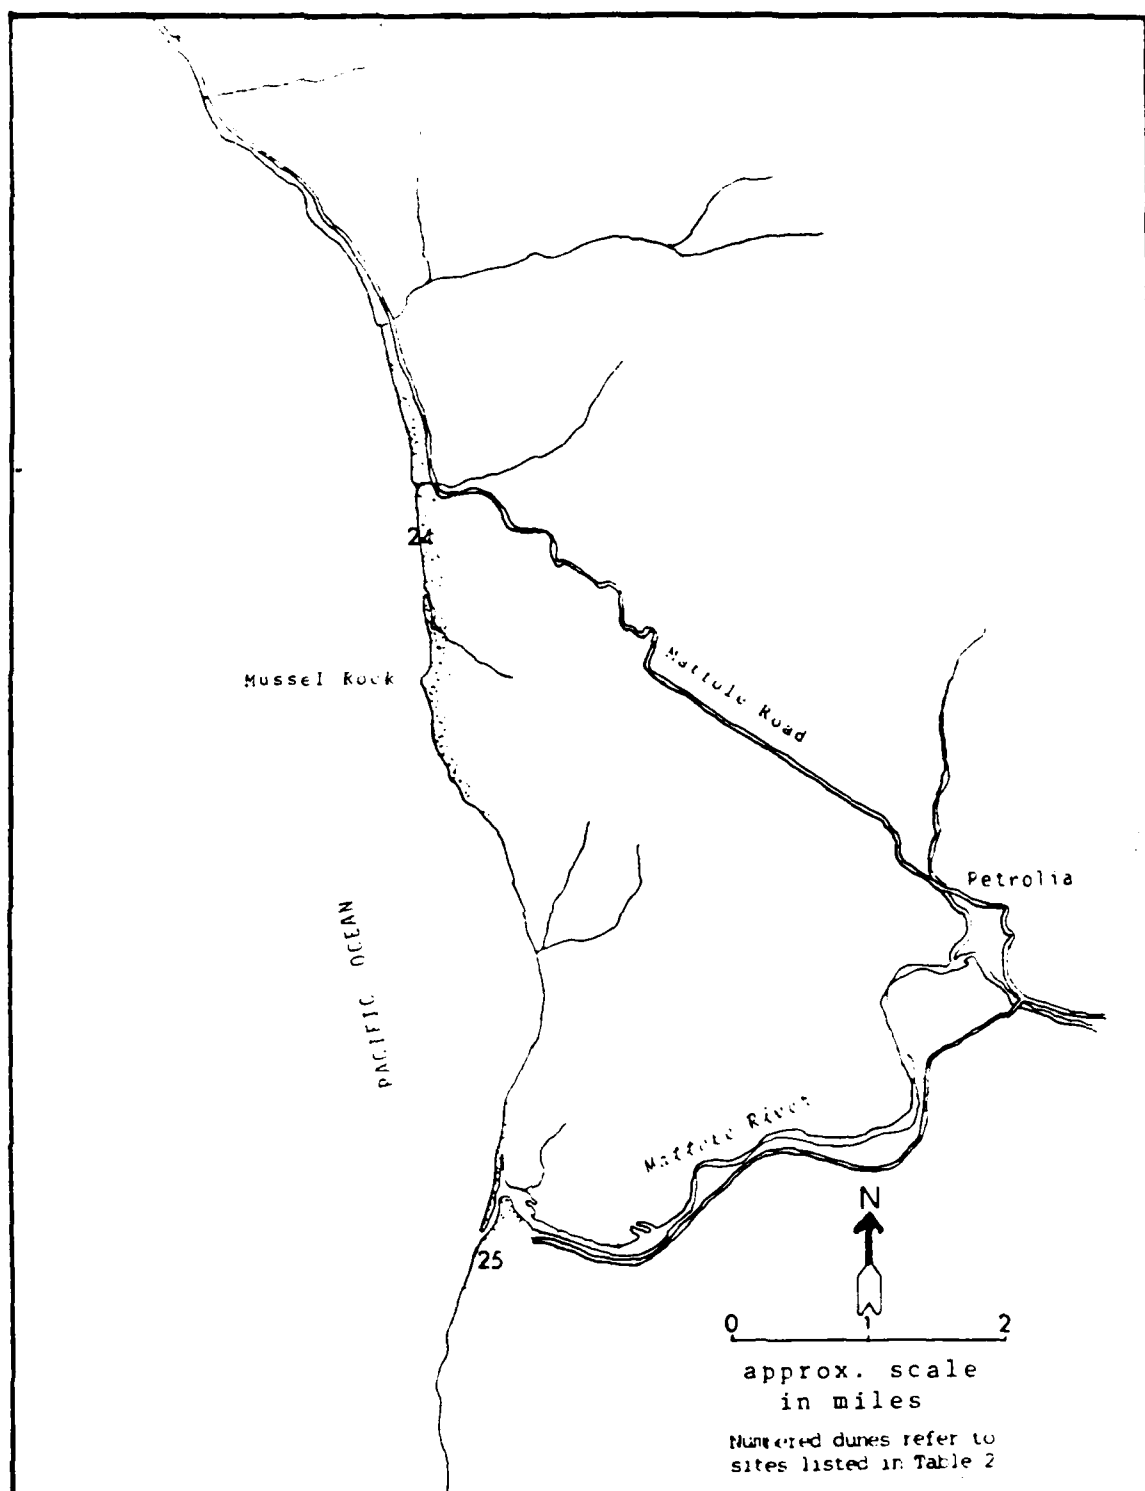 24
Mussel Rock
Mattole Road
Petrolia
PACIFIC OCEAN
Mattole River
N
25
0 1 2
approx. scale
in miles
Numbered dunes refer to
sites listed in Table 2